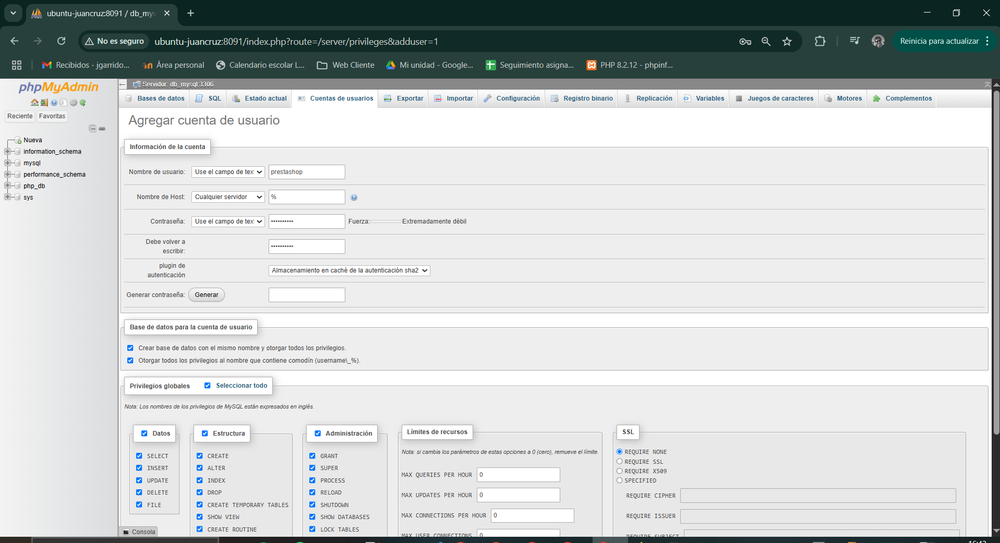 ubuntu-juancruz:8091 / db_mys
No es seguro
ubuntu-juancruz:8091/index.php?route=/server/privileges&adduser=1
Reinicia para actualizar
Recibidos - jgarrido...
Área personal
Calendario escolar L...
Web Cliente
Mi unidad - Google...
Seguimiento asigna...
PHP 8.2.12 - phpinf...
phpMyAdmin
Reciente
Favoritas
Nueva
information_schema
mysql
performance_schema
php_db
sys
Servidor: db_mysql:3306
Bases de datos
SQL
Estado actual
Cuentas de usuarios
Exportar
Importar
Configuración
Registro binario
Replicación
Variables
Juegos de caracteres
Motores
Complementos
Agregar cuenta de usuario
Información de la cuenta
Nombre de usuario: Use el campo de tex prestashop
Nombre de Host: Cualquier servidor %
Contraseña: Use el campo de tex •••••••••• Fuerza: Extremadamente débil
Debe volver a
escribir: ••••••••••
plugin de
autenticación
Almacenamiento en caché de la autenticación sha2
Generar contraseña: Generar
Base de datos para la cuenta de usuario
Crear base de datos con el mismo nombre y otorgar todos los privilegios.
Otorgar todos los privilegios al nombre que contiene comodín (username\_%).
Privilegios globales Seleccionar todo
Nota: Los nombres de los privilegios de MySQL están expresados en inglés.
Datos
SELECT
INSERT
UPDATE
DELETE
FILE
Estructura
CREATE
ALTER
INDEX
DROP
CREATE TEMPORARY TABLES
SHOW VIEW
CREATE ROUTINE
Administración
GRANT
SUPER
PROCESS
RELOAD
SHUTDOWN
SHOW DATABASES
LOCK TABLES
Límites de recursos
Nota: si cambia los parámetros de estas opciones a 0 (cero), remueve el límite.
MAX QUERIES PER HOUR 0
MAX UPDATES PER HOUR 0
MAX CONNECTIONS PER HOUR 0
MAX USER CONNECTIONS 0
SSL
REQUIRE NONE
REQUIRE SSL
REQUIRE X509
SPECIFIED
REQUIRE CIPHER
REQUIRE ISSUER
REQUIRE SUBJECT
Consola